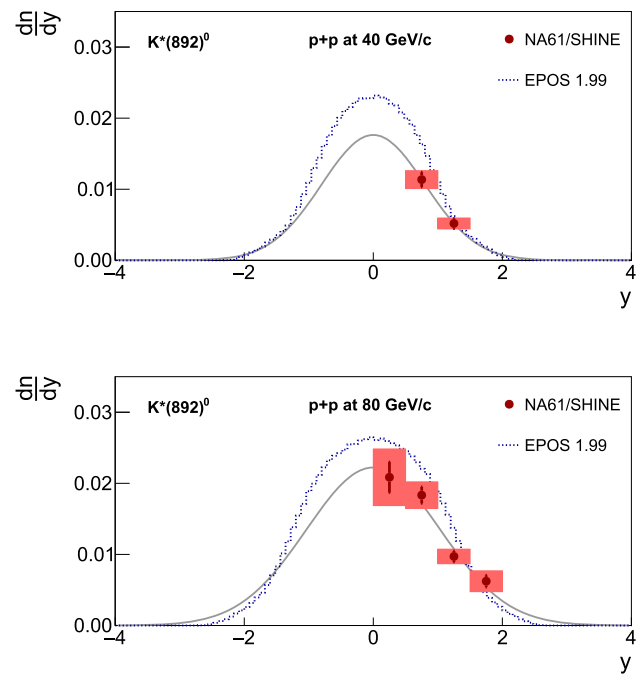 dn
dy
0.03
K*(892)⁰ p+p at 40 GeV/c NA61/SHINE
EPOS 1.99
0.02
0.01
0.00
−4 −2 0 2 4
y
dn
dy
0.03
K*(892)⁰ p+p at 80 GeV/c NA61/SHINE
EPOS 1.99
0.02
0.01
0.00
−4 −2 0 2 4
y